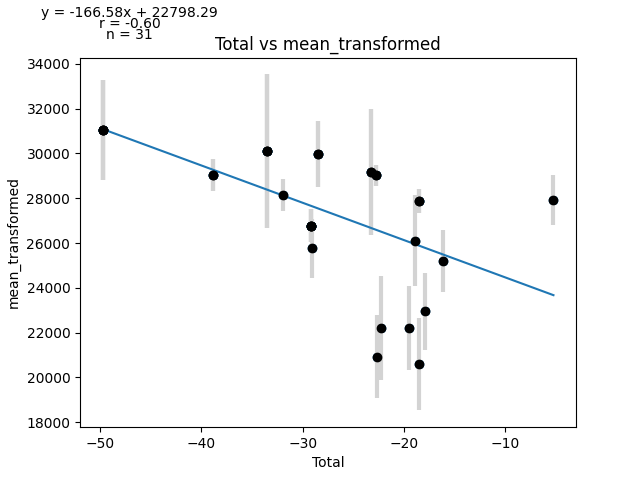 y = -166.58x + 22798.29
r = -0.60
n = 31
Total vs mean_transformed
mean_transformed
34000
32000
30000
28000
26000
24000
22000
20000
18000
−50
−40
−30
−20
−10
Total